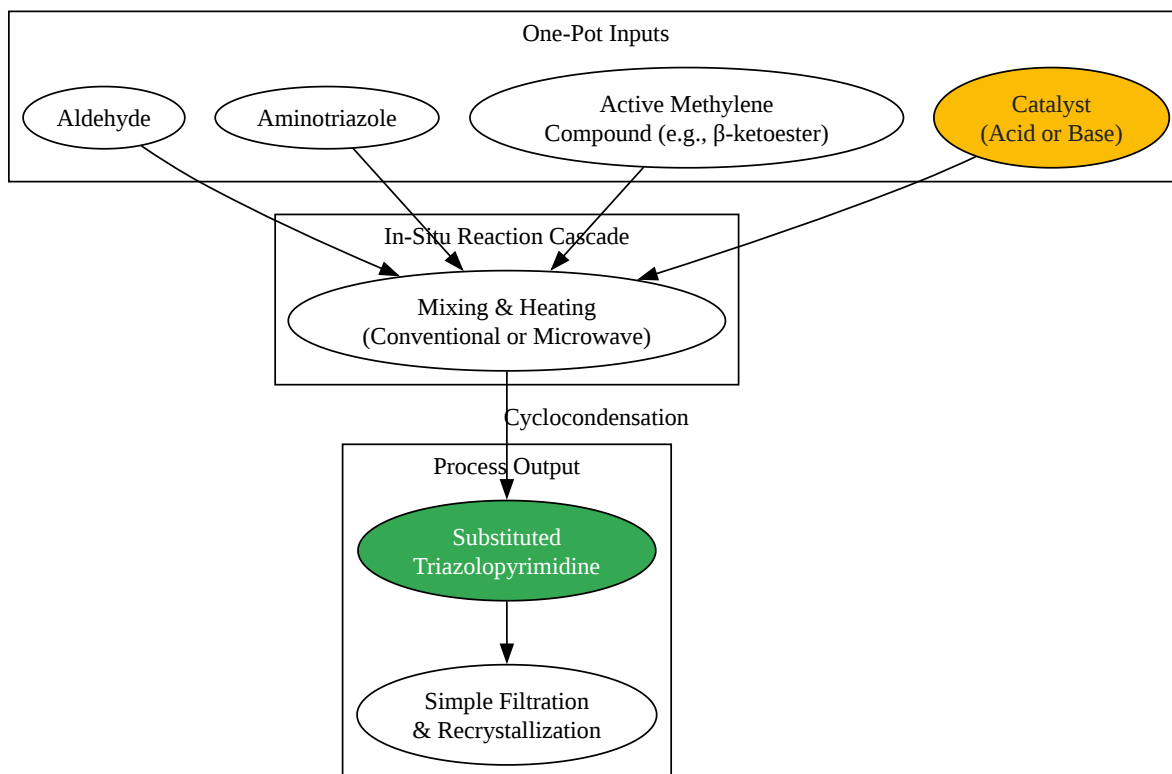 One-Pot Inputs
Aldehyde
Aminotriazole
Active Methylene
Compound (e.g., β-ketoester)
Catalyst
(Acid or Base)
In-Situ Reaction Cascade
Mixing & Heating
(Conventional or Microwave)
Cyclocondensation
Process Output
Substituted
Triazolopyrimidine
Simple Filtration
& Recrystallization